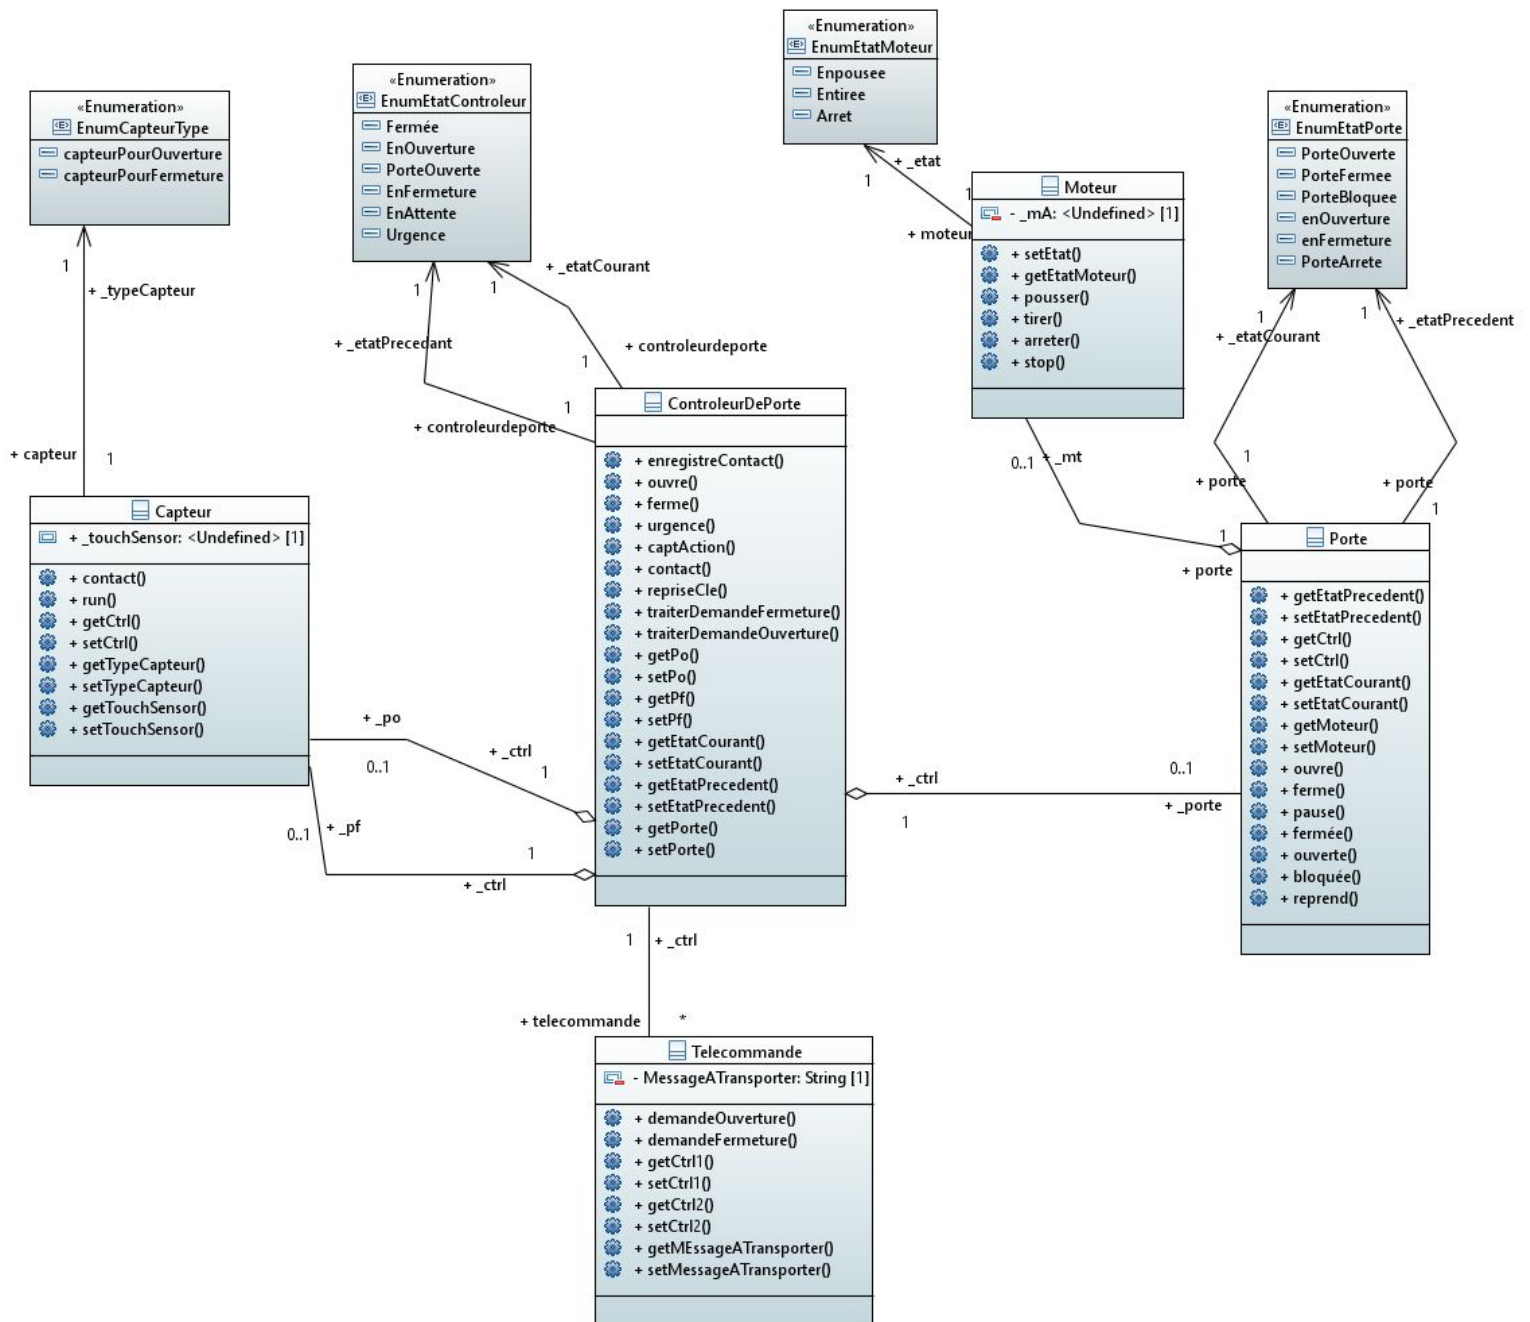 «Enumeration»
EnumEtatMoteur
Enpousee
Entiree
Arret
«Enumeration»
EnumEtatControleur
Fermée
EnOuverture
PorteOuverte
EnFermeture
EnAttente
Urgence
«Enumeration»
EnumCapteurType
capteurPourOuverture
capteurPourFermeture
«Enumeration»
EnumEtatPorte
PorteOuverte
PorteFermee
PorteBloquee
enOuverture
enFermeture
PorteArrete
+ _etat
1
1
+ moteur
Moteur
- _mA: <Undefined> [1]
+ setEtat()
+ getEtatMoteur()
+ pousser()
+ tirer()
+ arreter()
+ stop()
1
+ _typeCapteur
+ capteur
1
1
+ _etatPrecedant
1
+ controleurdeporte
1
+ _etatCourant
+ controleurdeporte
1
1
+ _etatCourant
1
+ porte
1
+ _etatPrecedent
+ porte
1
0..1
+ _mt
1
+ porte
ControleurDePorte
+ enregistreContact()
+ ouvre()
+ ferme()
+ urgence()
+ captAction()
+ contact()
+ repriseCle()
+ traiterDemandeFermeture()
+ traiterDemandeOuverture()
+ getPo()
+ setPo()
+ getPf()
+ setPf()
+ getEtatCourant()
+ setEtatCourant()
+ getEtatPrecedent()
+ setEtatPrecedent()
+ getPorte()
+ setPorte()
Capteur
+ _touchSensor: <Undefined> [1]
+ contact()
+ run()
+ getCtrl()
+ setCtrl()
+ getTypeCapteur()
+ setTypeCapteur()
+ getTouchSensor()
+ setTouchSensor()
Porte
+ getEtatPrecedent()
+ setEtatPrecedent()
+ getCtrl()
+ setCtrl()
+ getEtatCourant()
+ setEtatCourant()
+ getMoteur()
+ setMoteur()
+ ouvre()
+ ferme()
+ pause()
+ fermée()
+ ouverte()
+ bloquée()
+ reprend()
+ _po
0..1
+ _ctrl
1
0..1
+ _pf
1
+ _ctrl
+ _ctrl
1
0..1
+ _porte
1
+ _ctrl
+ telecommande
*
Telecommande
- MessageATransporter: String [1]
+ demandeOuverture()
+ demandeFermeture()
+ getCtrl1()
+ setCtrl1()
+ getCtrl2()
+ setCtrl2()
+ getMEssageATransporter()
+ setMessageATransporter()